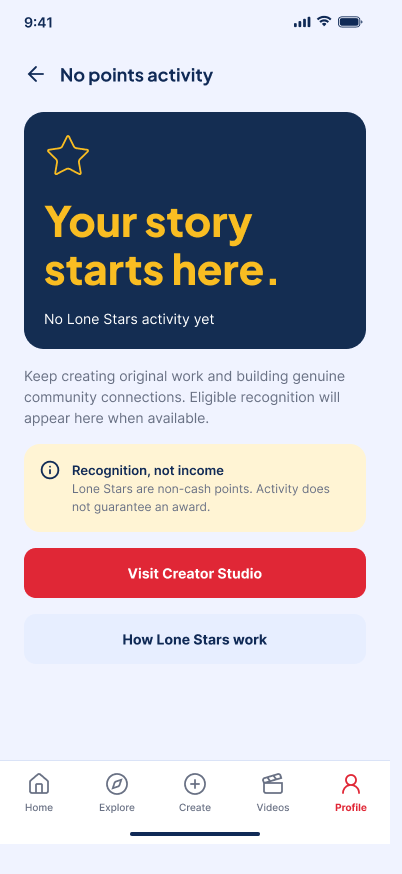 9:41
No points activity
Your story
starts here.
No Lone Stars activity yet
Keep creating original work and building genuine
community connections. Eligible recognition will
appear here when available.
Recognition, not income
Lone Stars are non-cash points. Activity does
not guarantee an award.
Visit Creator Studio
How Lone Stars work
Home Explore Create Videos Profile